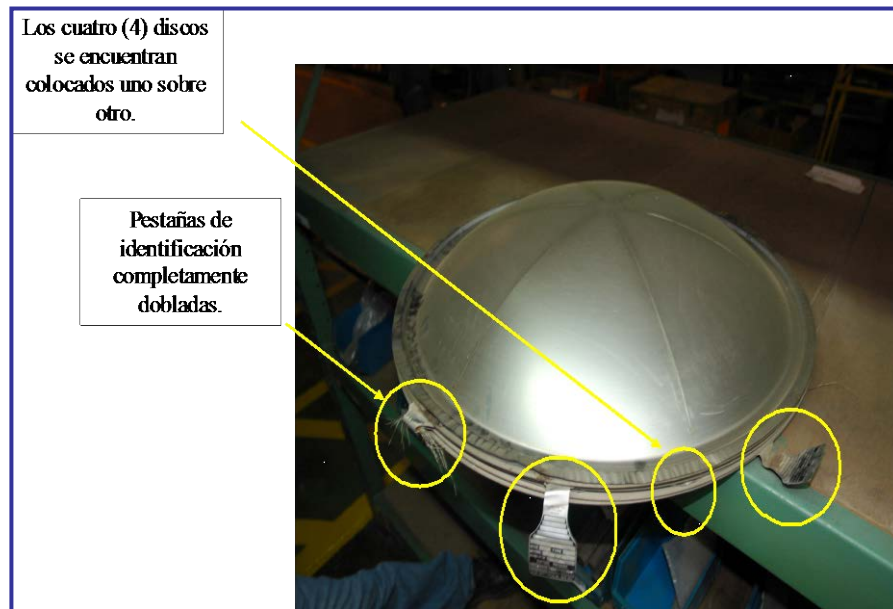 Los cuatro (4) discos
se encuentran
colocados uno sobre
otro.
Pestañas de
identificación
completamente
dobladas.